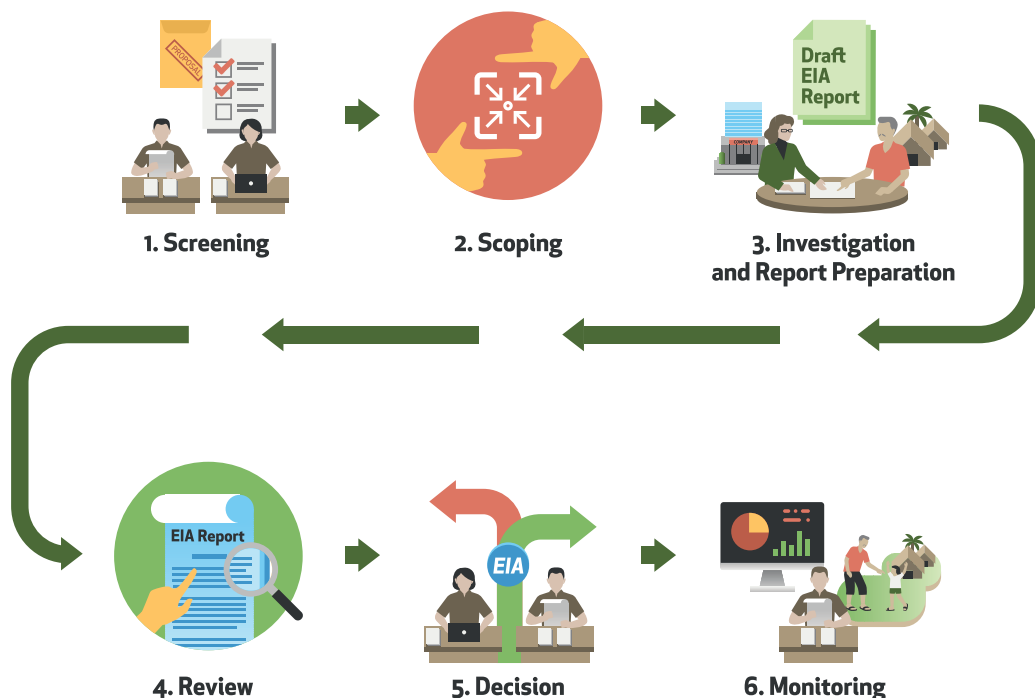 PROPOSAL
Draft
EIA
Report
COMPANY
1. Screening
2. Scoping
3. Investigation
and Report Preparation
EIA Report
EIA
4. Review
5. Decision
6. Monitoring